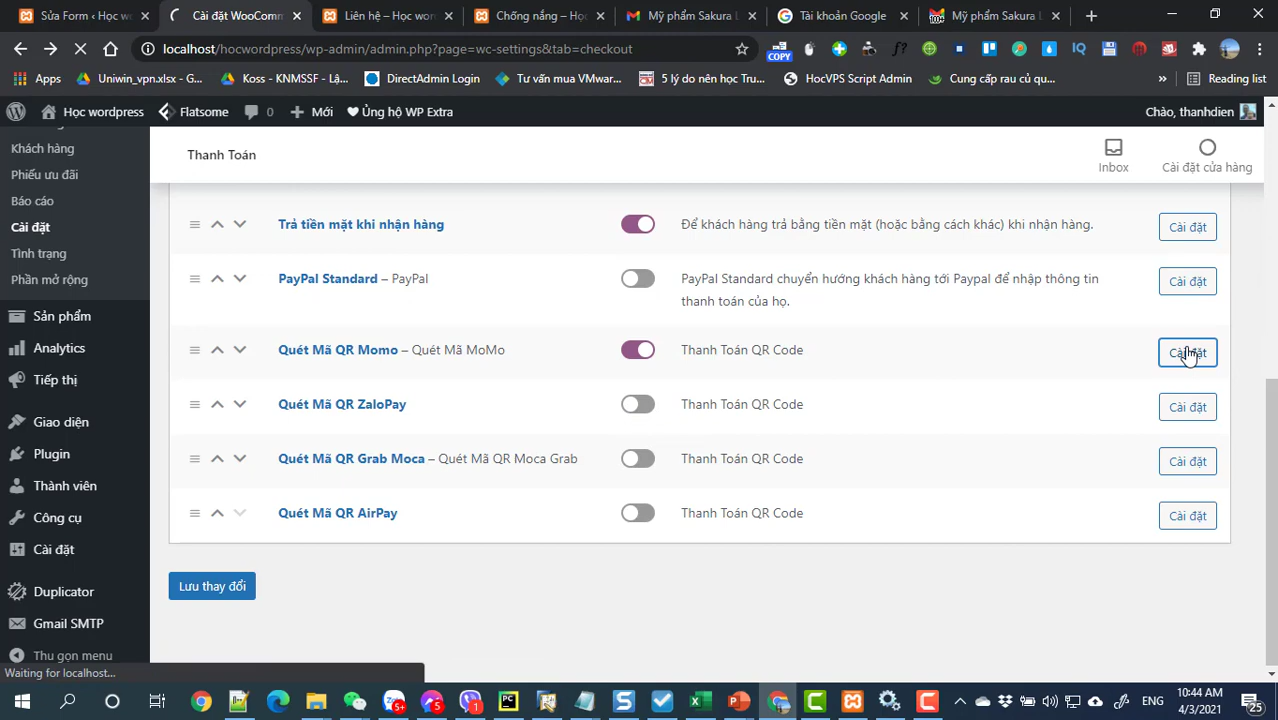 Sửa Form ‹ Học wo
Cài đặt WooComm
Liên hệ – Học wor
Chống nắng – Họ
Mỹ phẩm Sakura L
Tài khoản Google
Mỹ phẩm Sakura L
localhost/hocwordpress/wp-admin/admin.php?page=wc-settings&tab=checkout
COPY
Apps
Uniwin_vpn.xlsx - G...
Koss - KNMSSF - Lậ...
DirectAdmin Login
Tư vấn mua VMwar...
5 lý do nên học Tru...
HocVPS Script Admin
Cung cấp rau củ qu...
»
Reading list
Học wordpress
Flatsome
0
Mới
Ủng hộ WP Extra
Chào, thanhdien
Khách hàng
Phiếu ưu đãi
Báo cáo
Cài đặt
Tình trạng
Phần mở rộng
Sản phẩm
Analytics
Tiếp thị
Giao diện
Plugin
Thành viên
Công cụ
Cài đặt
Duplicator
Gmail SMTP
Thu gọn menu
Thanh Toán
Inbox
Cài đặt cửa hàng
Trả tiền mặt khi nhận hàng
Để khách hàng trả bằng tiền mặt (hoặc bằng cách khác) khi nhận hàng.
Cài đặt
PayPal Standard – PayPal
PayPal Standard chuyển hướng khách hàng tới Paypal để nhập thông tin
thanh toán của họ.
Cài đặt
Quét Mã QR Momo – Quét Mã MoMo
Thanh Toán QR Code
Cài đặt
Quét Mã QR ZaloPay
Thanh Toán QR Code
Cài đặt
Quét Mã QR Grab Moca – Quét Mã QR Moca Grab
Thanh Toán QR Code
Cài đặt
Quét Mã QR AirPay
Thanh Toán QR Code
Cài đặt
Lưu thay đổi
Waiting for localhost...
ENG
10:44 AM
4/3/2021
25